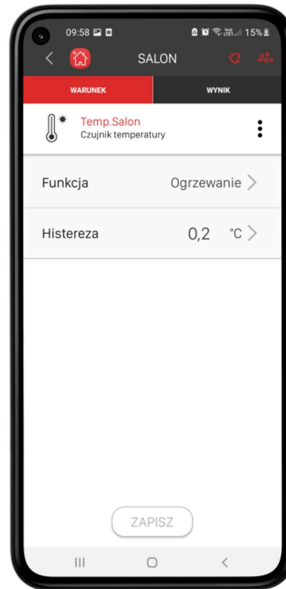 09:58 15%
SALON
WARUNEK WYNIK
Temp.Salon
Czujnik temperatury
Funkcja Ogrzewanie
Histereza 0,2 °C
ZAPISZ